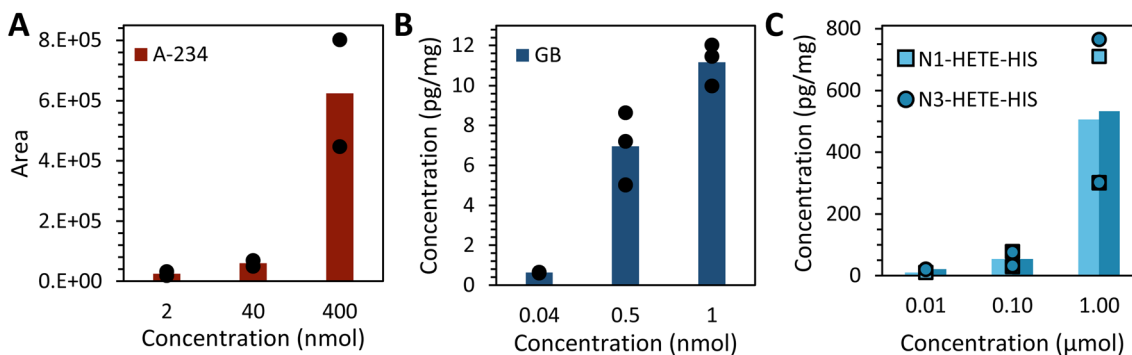 A
8.E+05
6.E+05
4.E+05
2.E+05
0.E+00
Area
A-234
2 40 400
Concentration (nmol)
B
12
10
8
6
4
2
0
Concentration (pg/mg)
GB
0.04 0.5 1
Concentration (nmol)
C
800
600
400
200
0
Concentration (pg/mg)
N1-HETE-HIS
N3-HETE-HIS
0.01 0.10 1.00
Concentration (µmol)